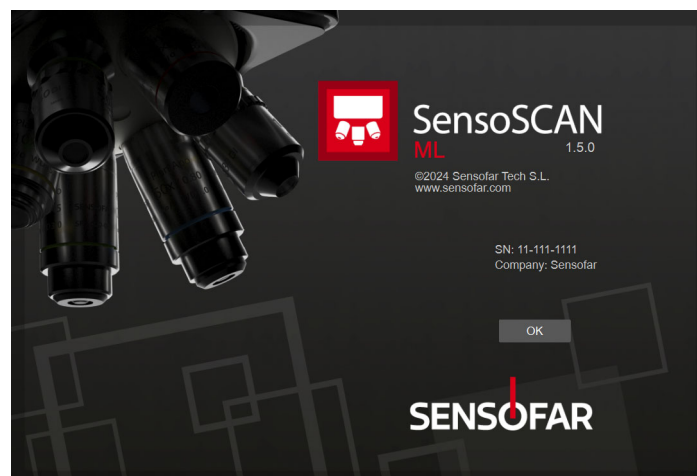 SensoSCAN
ML
1.5.0
©2024 Sensofar Tech S.L.
www.sensofar.com
SN: 11-111-1111
Company: Sensofar
OK
SENSOFAR